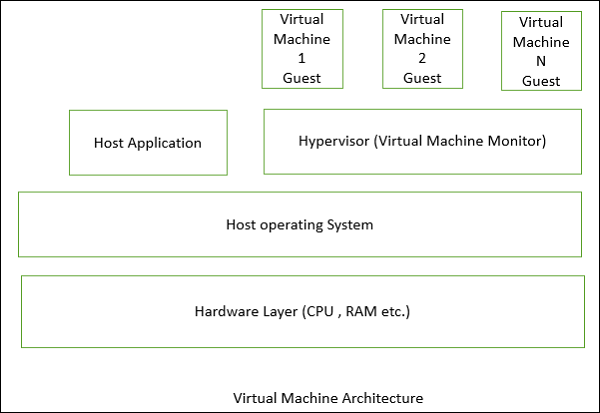 Virtual
Machine
1
Guest
Virtual
Machine
2
Guest
Virtual
Machine
N
Guest
Host Application
Hypervisor (Virtual Machine Monitor)
Host operating System
Hardware Layer (CPU , RAM etc.)
Virtual Machine Architecture